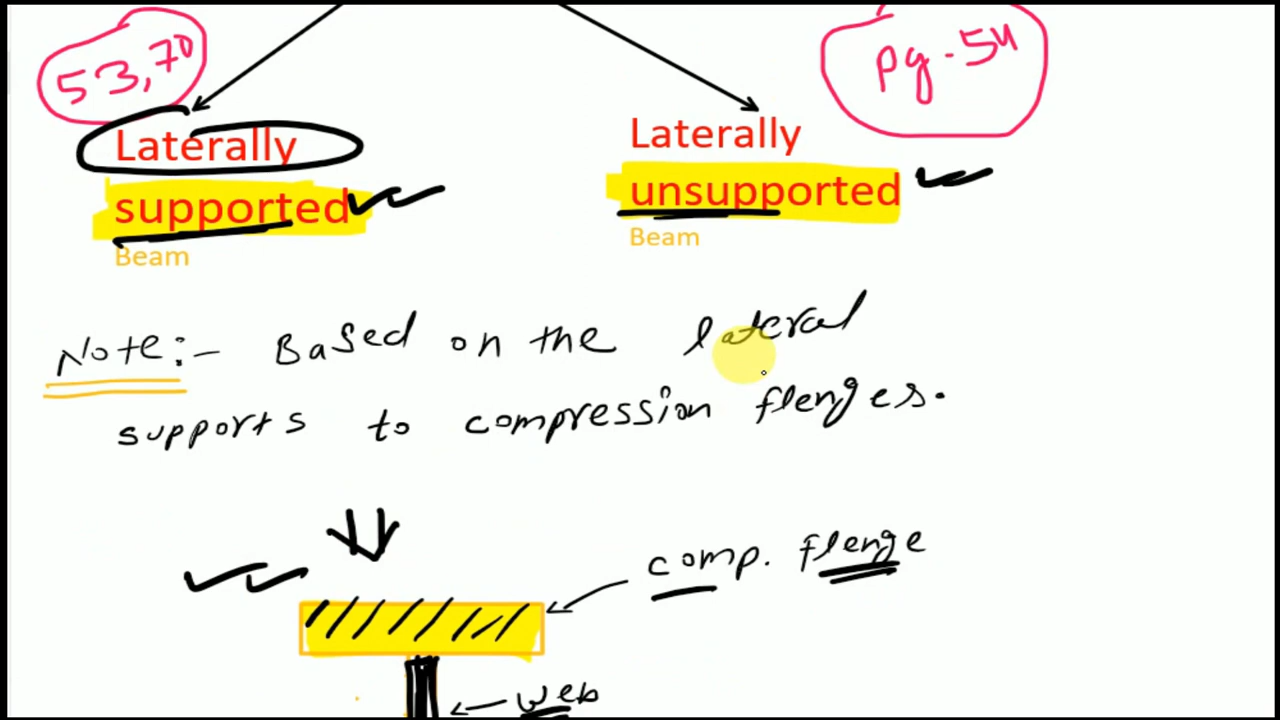 53,70
pg-54
Laterally
supported
Beam
Laterally
unsupported
Beam
Note:- Based on the lateral
supports to compression flenges.
comp. flenge
web